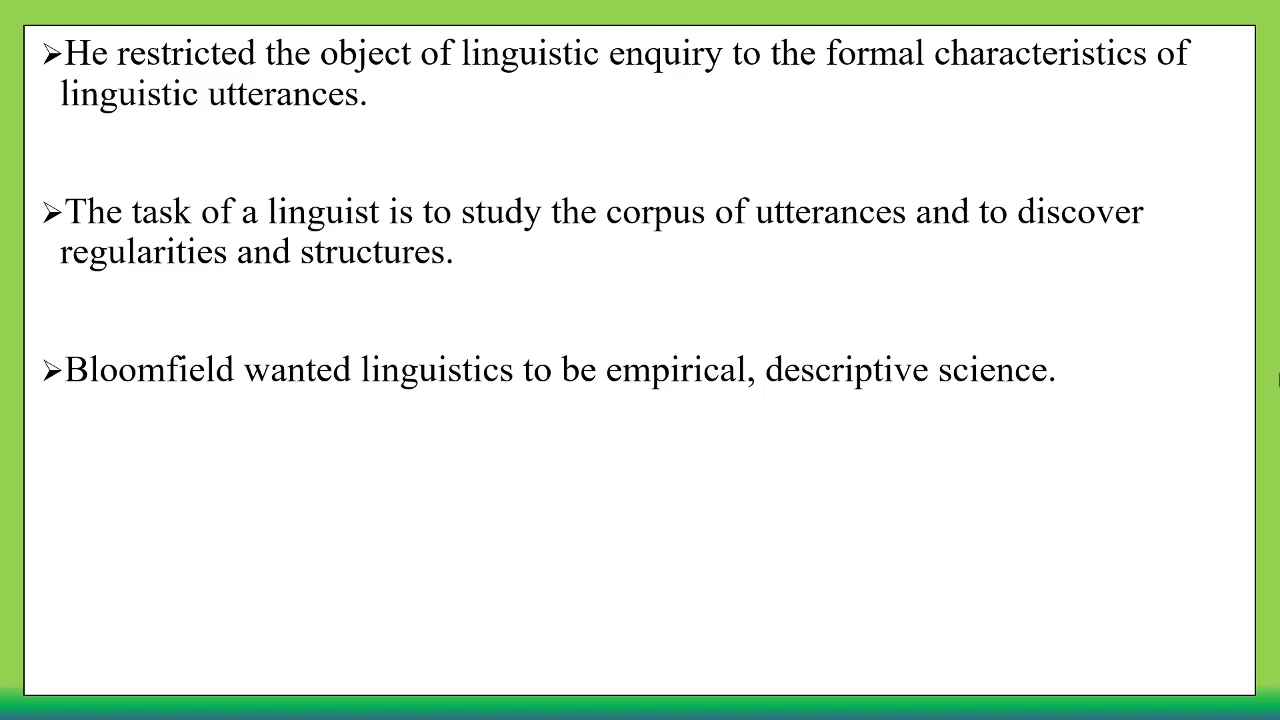 ➢He restricted the object of linguistic enquiry to the formal characteristics of
linguistic utterances.
➢The task of a linguist is to study the corpus of utterances and to discover
regularities and structures.
➢Bloomfield wanted linguistics to be empirical, descriptive science.